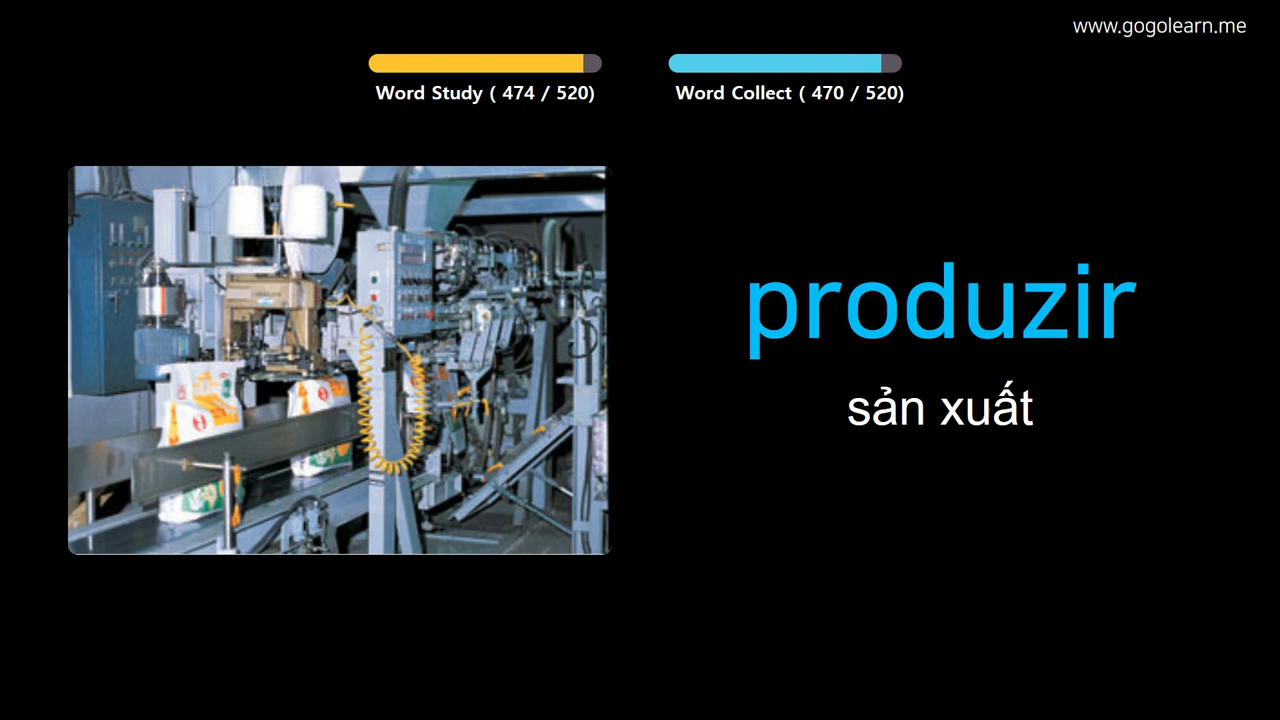 www.gogolearn.me
Word Study ( 474 / 520)
Word Collect ( 470 / 520)
produzir
sản xuất